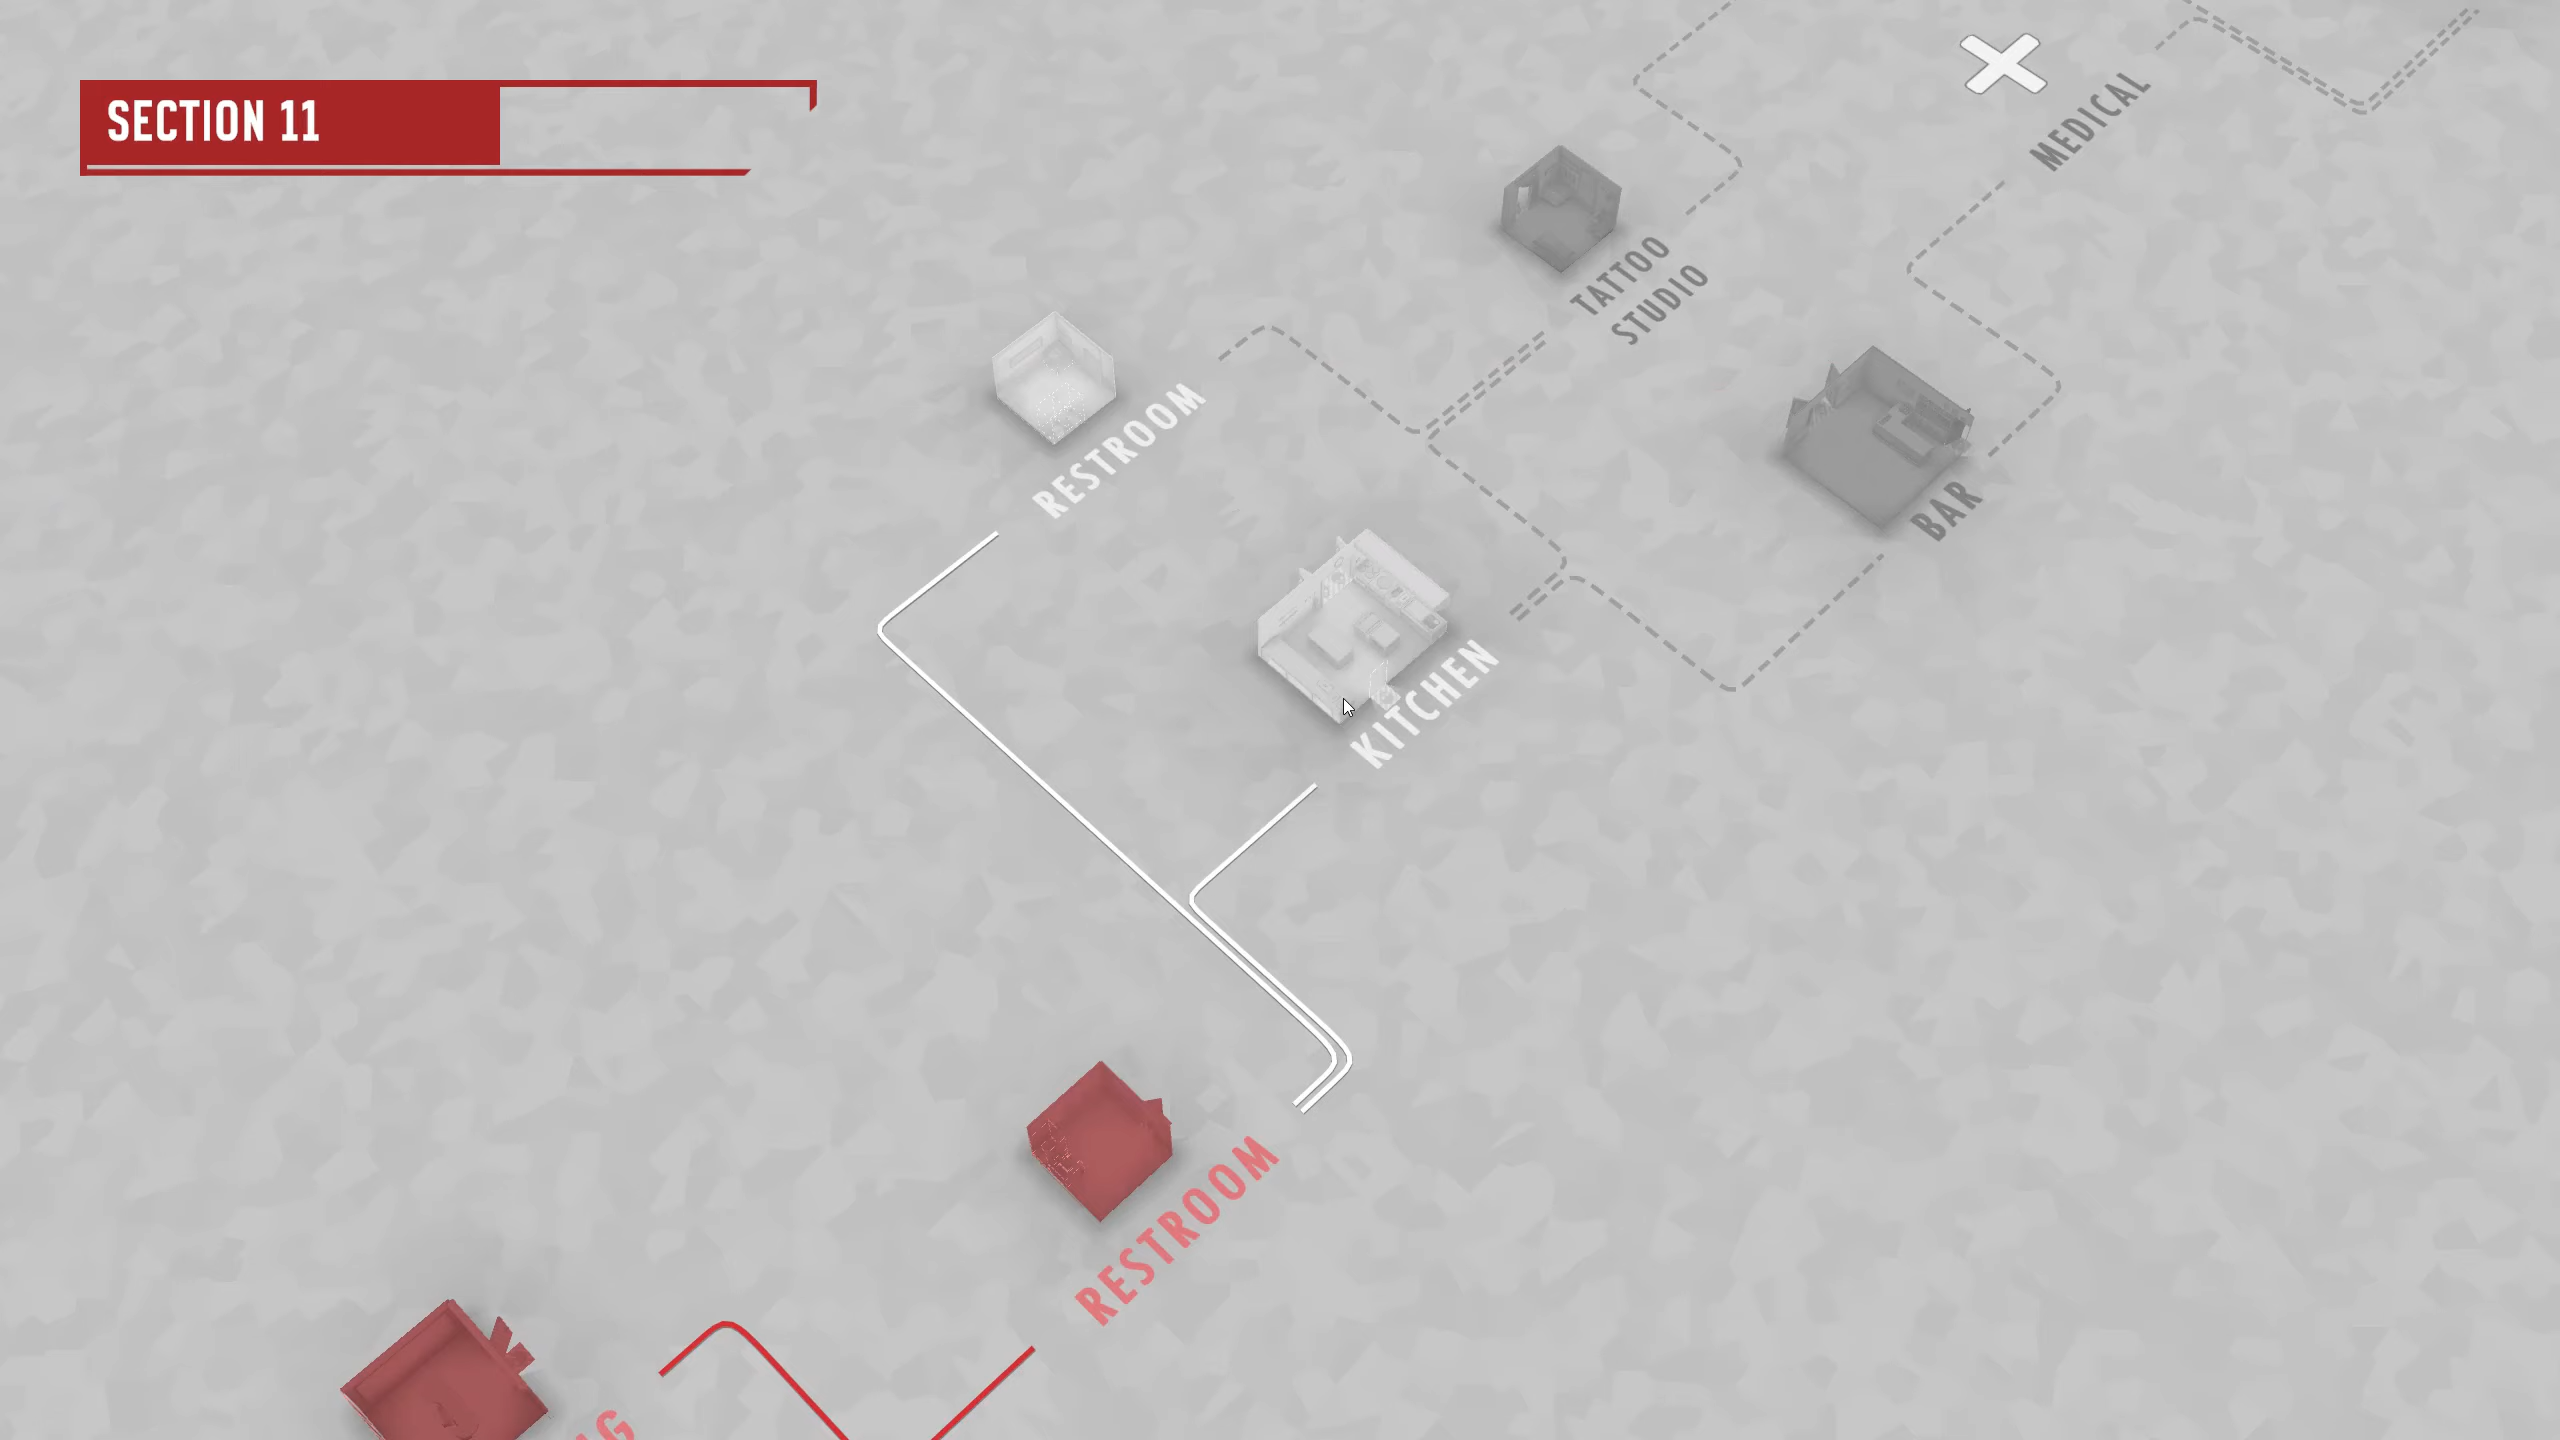 SECTION 11
MEDICAL
TATTOO
STUDIO
RESTROOM
BAR
KITCHEN
RESTROOM